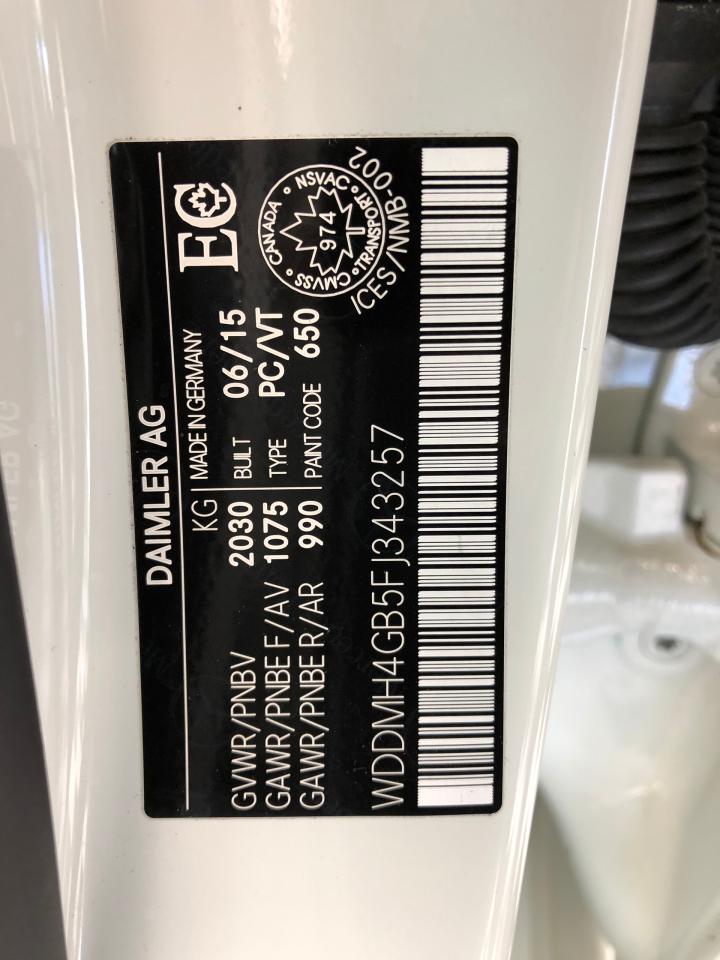 DAIMLER AG
KG MADE IN GERMANY
GVWR/PNBV 2030 BUILT 06/15
GAWR/PNBE F/AV 1075 TYPE PC/VT
GAWR/PNBE R/AR 990 PAINT CODE 650
EC
CANADA · NSVAC · TRANSPORT · CMVSS ·
974
/CES/NMB-002
WDDMH4GB5FJ343257